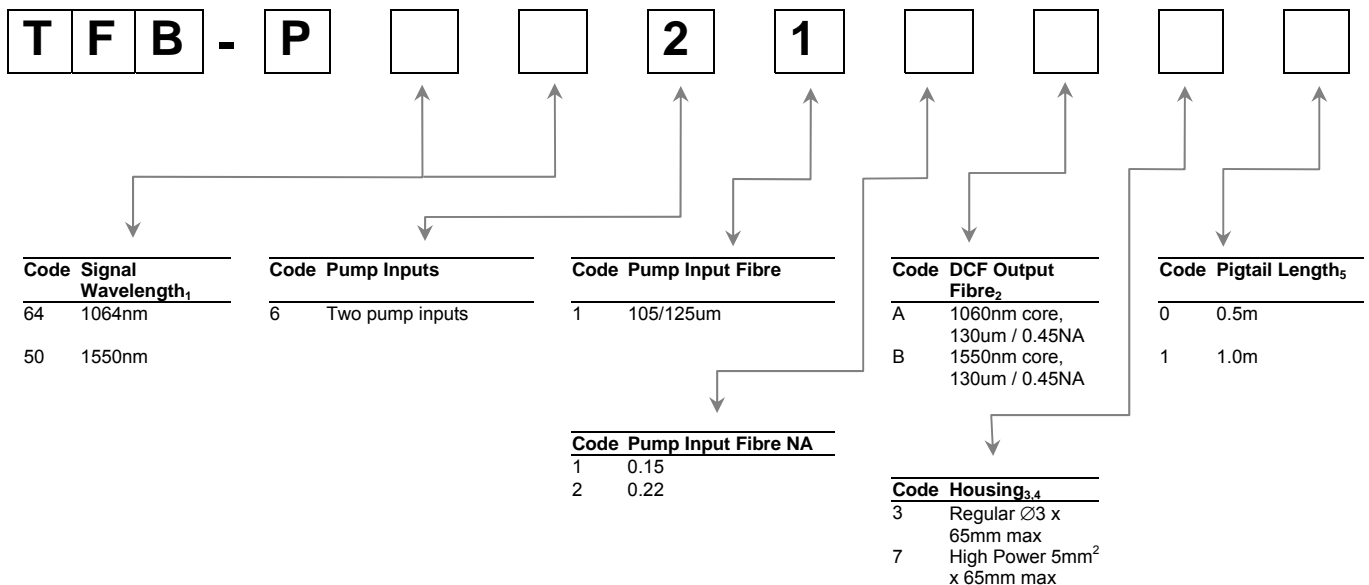 T F B - P 2 1
Code Signal Wavelength1
64 1064nm
50 1550nm
Code Pump Inputs
6 Two pump inputs
Code Pump Input Fibre
1 105/125um
Code Pump Input Fibre NA
1 0.15
2 0.22
Code DCF Output
Fibre2
A 1060nm core,
130um / 0.45NA
B 1550nm core,
130um / 0.45NA
Code Housing3,4
3 Regular ∅3 x
65mm max
7 High Power 5mm2
x 65mm max
Code Pigtail Length5
0 0.5m
1 1.0m